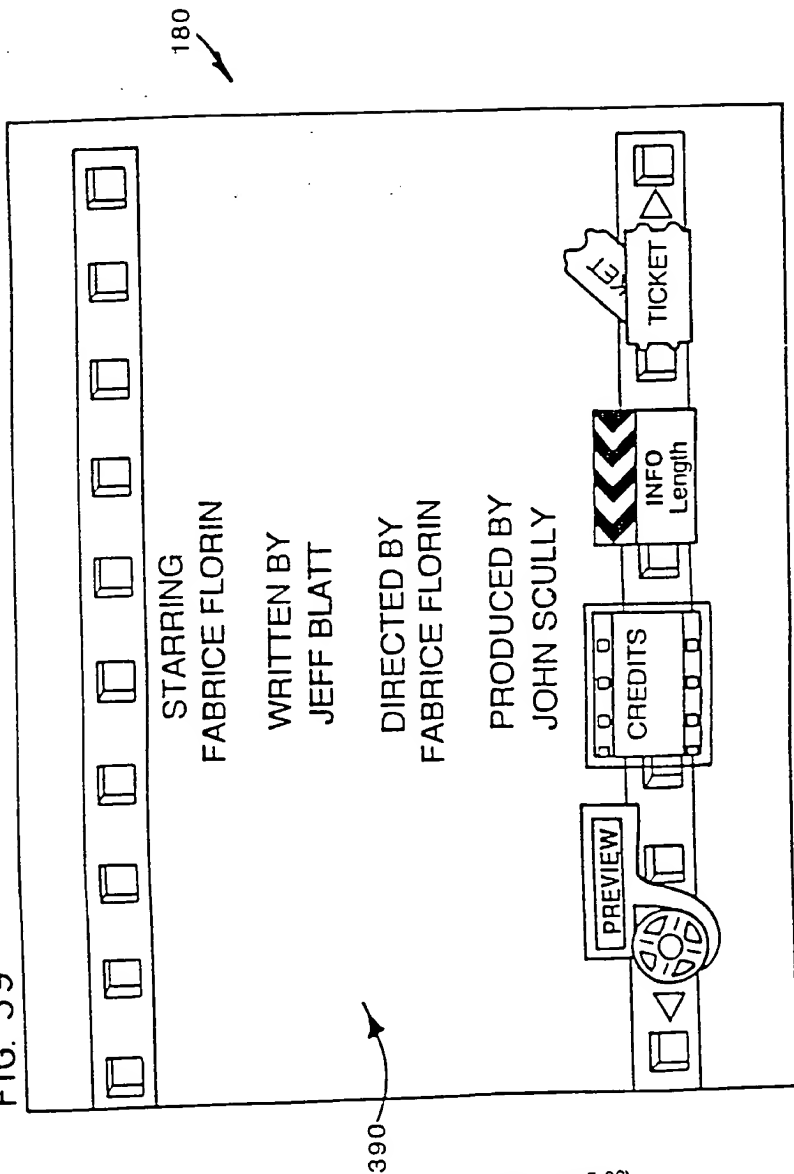 180
STARRING
FABRICE FLORIN
WRITTEN BY
JEFF BLATT
DIRECTED BY
FABRICE FLORIN
PRODUCED BY
JOHN SCULLY
PREVIEW
CREDITS
INFO
Length
KET
TICKET
390